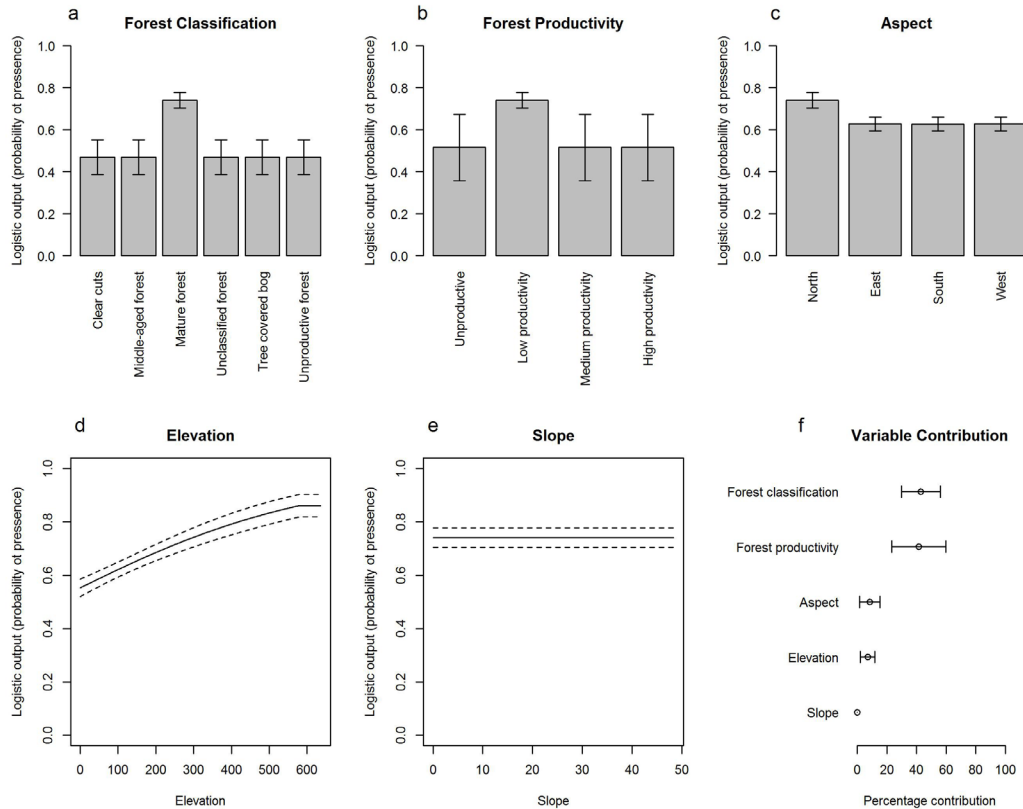 a
Forest Classification
Logistic output (probability of pressence)
1.0
0.8
0.6
0.4
0.2
0.0
Clear cuts
Middle-aged forest
Mature forest
Unclassified forest
Tree covered bog
Unproductive forest
b
Forest Productivity
Logistic output (probability of pressence)
1.0
0.8
0.6
0.4
0.2
0.0
Unproductive
Low productivity
Medium productivity
High productivity
c
Aspect
Logistic output (probability of pressence)
1.0
0.8
0.6
0.4
0.2
0.0
North
East
South
West
d
Elevation
Logistic output (probability of pressence)
1.0
0.8
0.6
0.4
0.2
0.0
0 100 200 300 400 500 600
Elevation
e
Slope
Logistic output (probability of pressence)
1.0
0.8
0.6
0.4
0.2
0.0
0 10 20 30 40 50
Slope
f
Variable Contribution
Forest classification
Forest productivity
Aspect
Elevation
Slope
0 20 40 60 80 100
Percentage contribution